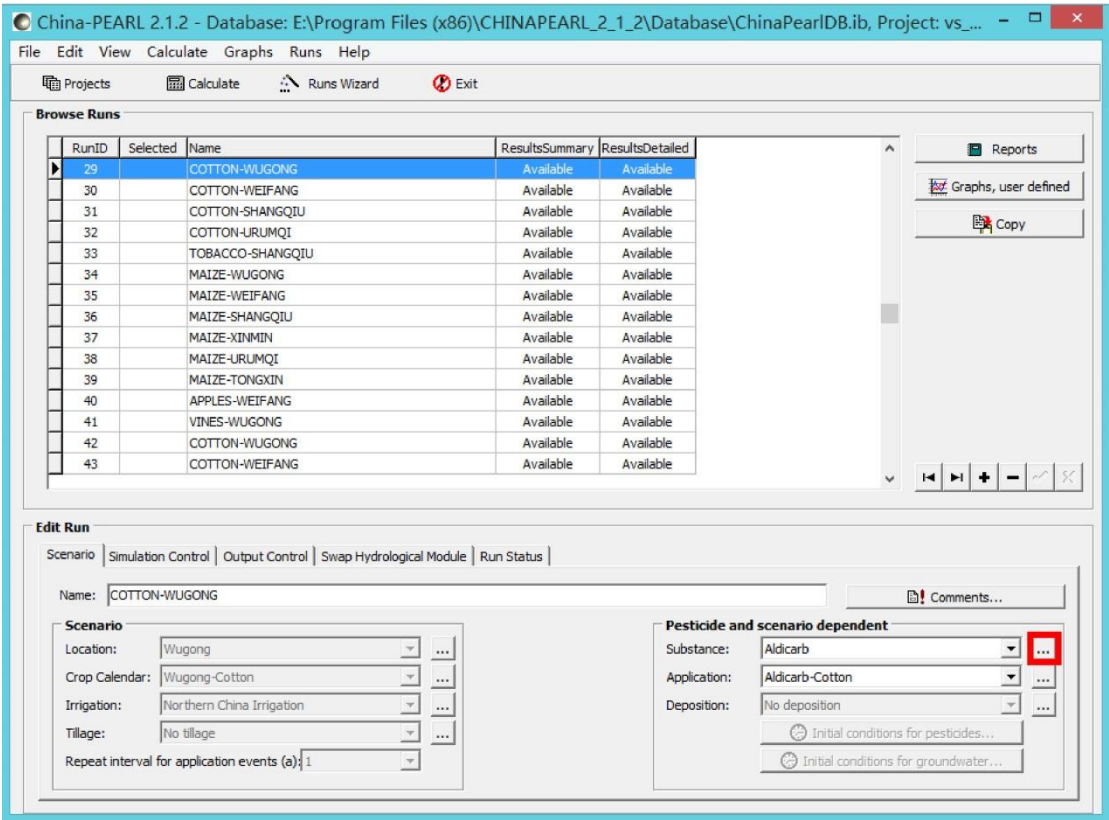 China-PEARL 2.1.2 - Database: E:\Program Files (x86)\CHINAPEARL_2_1_2\Database\ChinaPearlDB.ib, Project: vs_...
File Edit View Calculate Graphs Runs Help
Projects Calculate Runs Wizard Exit
Browse Runs
RunID Selected Name ResultsSummary ResultsDetailed
29 COTTON-WUGONG Available Available
30 COTTON-WEIFANG Available Available
31 COTTON-SHANGQIU Available Available
32 COTTON-URUMQI Available Available
33 TOBACCO-SHANGQIU Available Available
34 MAIZE-WUGONG Available Available
35 MAIZE-WEIFANG Available Available
36 MAIZE-SHANGQIU Available Available
37 MAIZE-XINMIN Available Available
38 MAIZE-URUMQI Available Available
39 MAIZE-TONGXIN Available Available
40 APPLES-WEIFANG Available Available
41 VINES-WUGONG Available Available
42 COTTON-WUGONG Available Available
43 COTTON-WEIFANG Available Available
Reports
Graphs, user defined
Copy
Edit Run
Scenario Simulation Control Output Control Swap Hydrological Module Run Status
Name: COTTON-WUGONG Comments...
Scenario
Location: Wugong ...
Crop Calendar: Wugong-Cotton ...
Irrigation: Northern China Irrigation ...
Tillage: No tillage ...
Repeat interval for application events (a): 1
Pesticide and scenario dependent
Substance: Aldicarb ...
Application: Aldicarb-Cotton ...
Deposition: No deposition ...
Initial conditions for pesticides...
Initial conditions for groundwater...